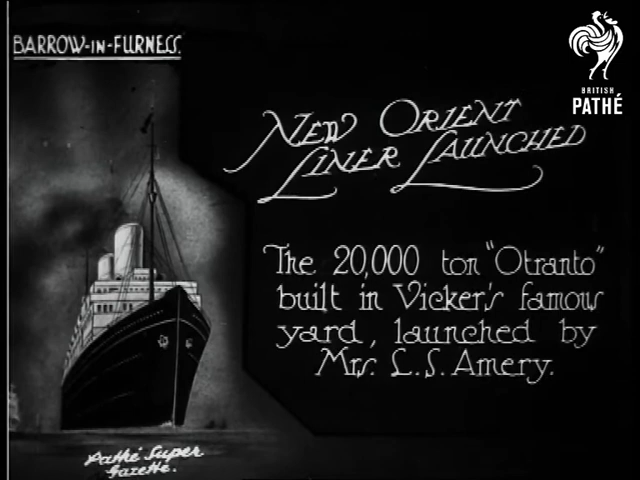 BARROW-IN-FURNESS.
BRITISH
PATHÉ
NEW ORIENT
LINER LAUNCHED
The 20,000 ton "Otranto"
built in Vicker's famous
yard, launched by
Mrs. L.S. Amery.
Pathé Super
Gazette.